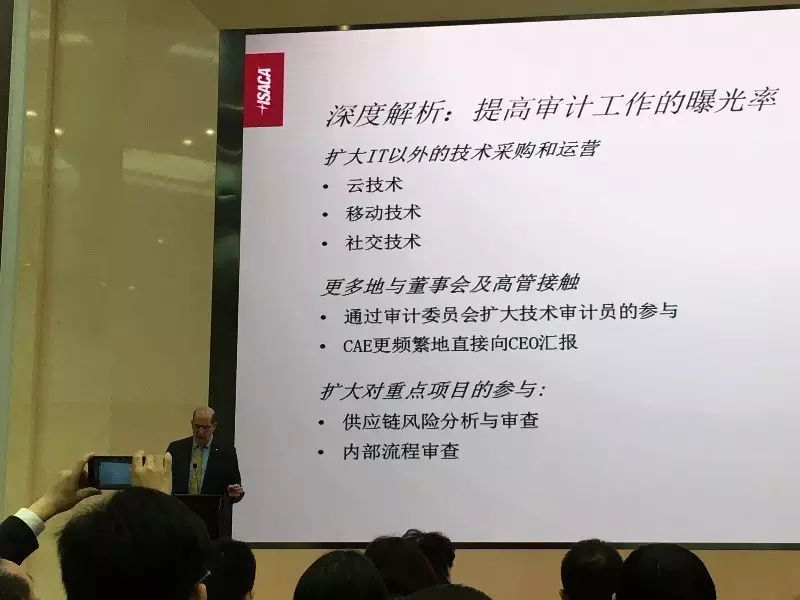 ISACA
深度解析：提高审计工作的曝光率
扩大IT以外的技术采购和运营
• 云技术
• 移动技术
• 社交技术
更多地与董事会及高管接触
• 通过审计委员会扩大技术审计员的参与
• CAE更频繁地直接向CEO汇报
扩大对重点项目的参与：
• 供应链风险分析与审查
• 内部流程审查